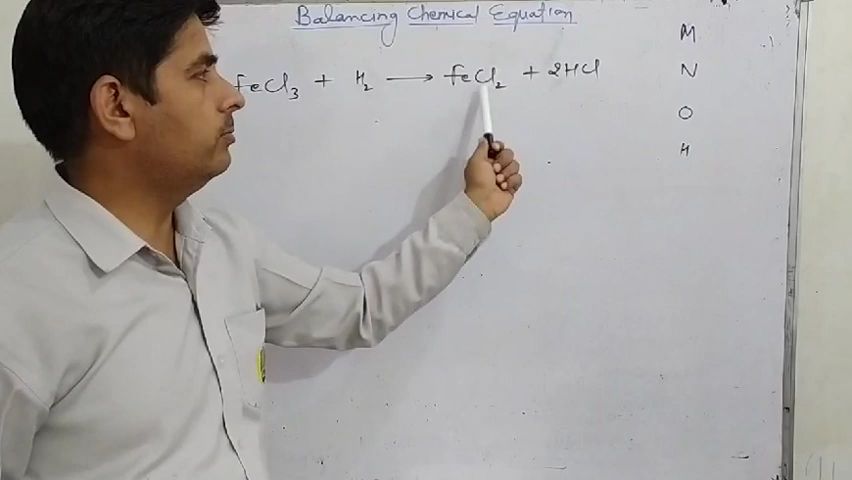 Balancing Chemical Equation
FeCl₃ + H₂ ⟶ FeCl₂ + 2HCl
M
N
O
H